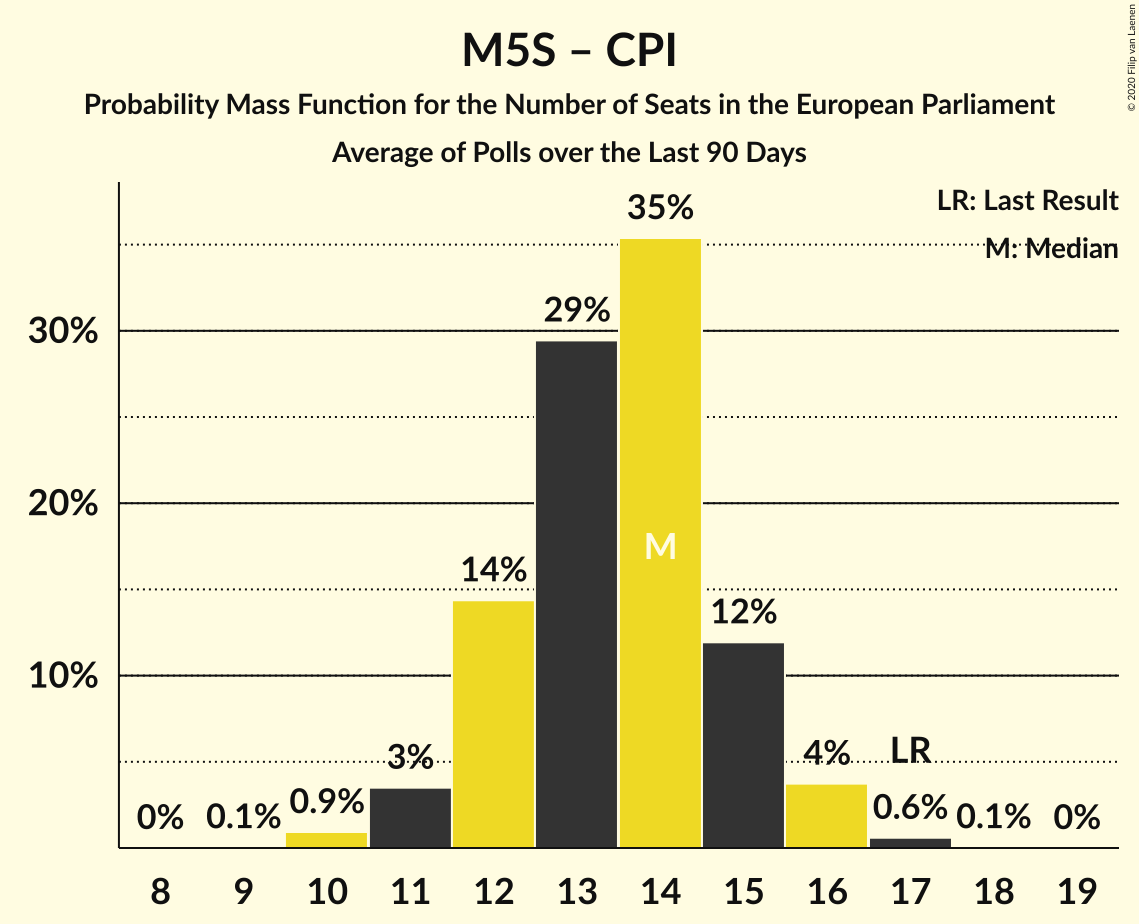 M5S – CPI
Probability Mass Function for the Number of Seats in the European Parliament
Average of Polls over the Last 90 Days
© 2020 Filip van Laenen
LR: Last Result
M: Median
30%
20%
10%
0%
0.1%
0.9%
3%
14%
29%
35%
M
12%
4%
LR
0.6%
0.1%
0%
8 9 10 11 12 13 14 15 16 17 18 19